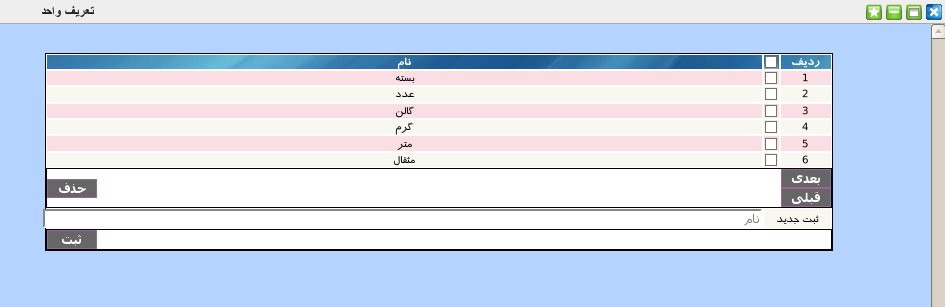 تعریف واحد
ردیف نام
1 بسته
2 عدد
3 گالن
4 گرم
5 متر
6 مثقال
بعدی
حذف
قبلی
ثبت جدید نام
ثبت